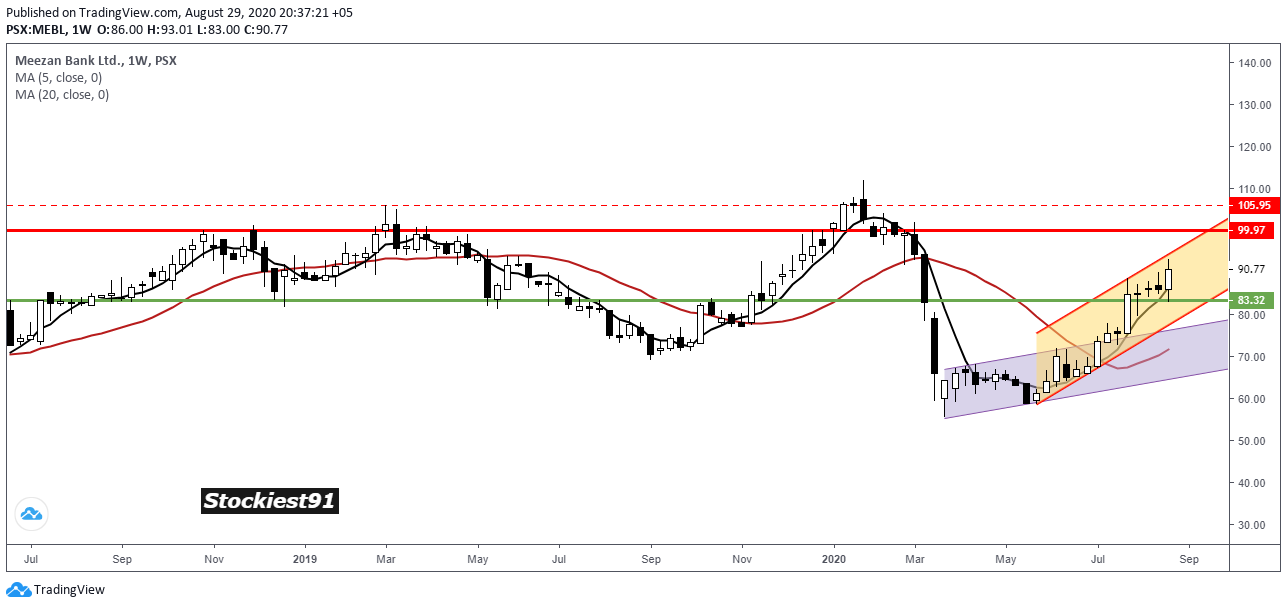 Published on TradingView.com, August 29, 2020 20:37:21 +05
PSX:MEBL, 1W O:86.00 H:93.01 L:83.00 C:90.77
Meezan Bank Ltd., 1W, PSX
MA (5, close, 0)
MA (20, close, 0)
140.00
130.00
120.00
110.00
105.95
99.97
90.77
83.32
80.00
70.00
60.00
50.00
40.00
30.00
Stockiest91
Jul Sep Nov 2019 Mar May Jul Sep Nov 2020 Mar May Jul Sep
TradingView